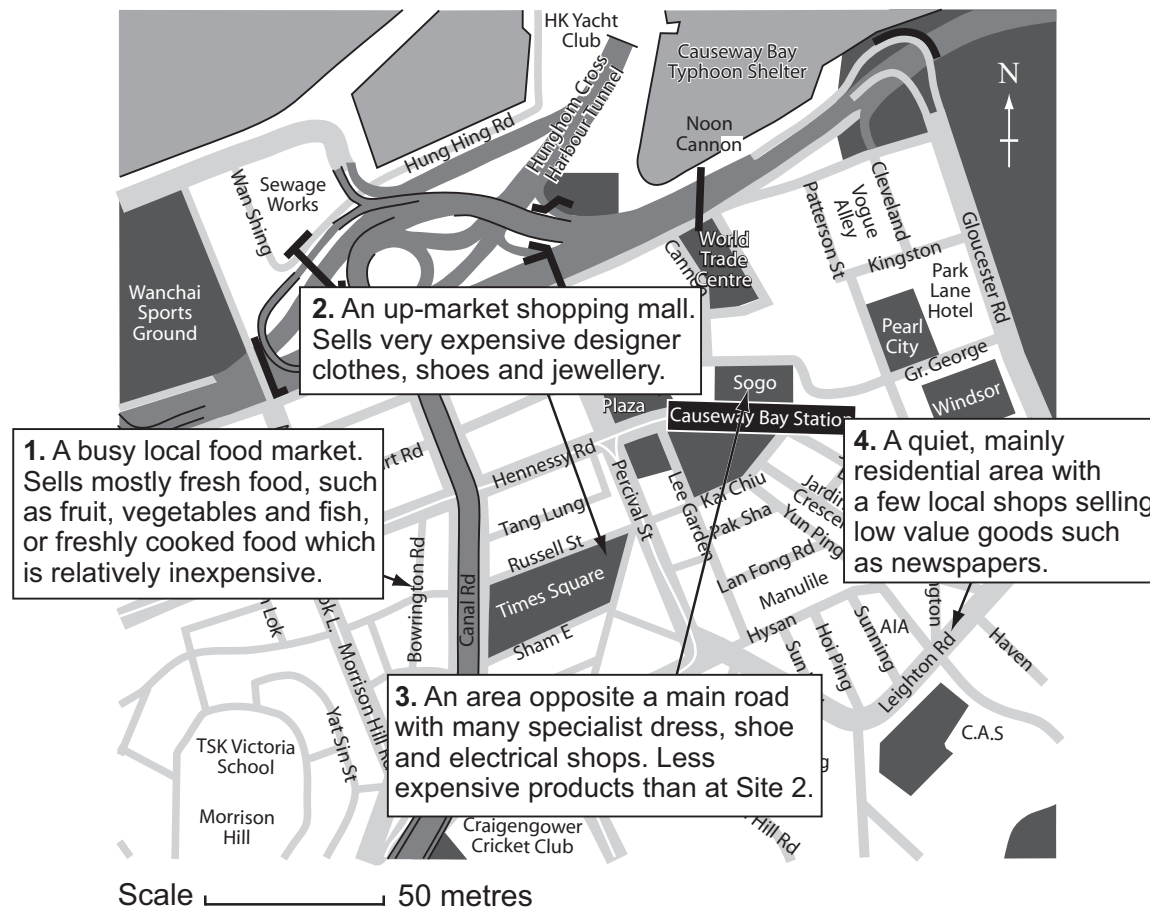 HK Yacht
Club
Causeway Bay
Typhoon Shelter
N
Hunghom Cross
Harbour Tunnel
Noon
Cannon
Hung Hing Rd
Wan Shing
Sewage
Works
Patterson St
Vogue
Alley
Cleveland
Gloucester Rd
World
Trade
Centre
Kingston
Park
Lane
Hotel
Wanchai
Sports
Ground
Pearl
City
Gr. George
Windsor
2. An up-market shopping mall.
Sells very expensive designer
clothes, shoes and jewellery.
Sogo
Plaza
Causeway Bay Station
1. A busy local food market.
Sells mostly fresh food, such
as fruit, vegetables and fish,
or freshly cooked food which
is relatively inexpensive.
4. A quiet, mainly
residential area with
a few local shops selling
low value goods such
as newspapers.
Hennessy Rd
Percival St
Lee Garden
Kai Chiu
Tang Lung
Pak Sha
Yun Ping
Russell St
Lan Fong Rd
Times Square
Manulile
Bowrington Rd
Canal Rd
Sham E
Hysan
Hoi Ping
Sunning
AIA
Leighton Rd
Haven
Morrison Hill
Yat Sin St
3. An area opposite a main road
with many specialist dress, shoe
and electrical shops. Less
expensive products than at Site 2.
C.A.S
TSK Victoria
School
Morrison
Hill
Craigengower
Cricket Club
Hill Rd
Scale 50 metres